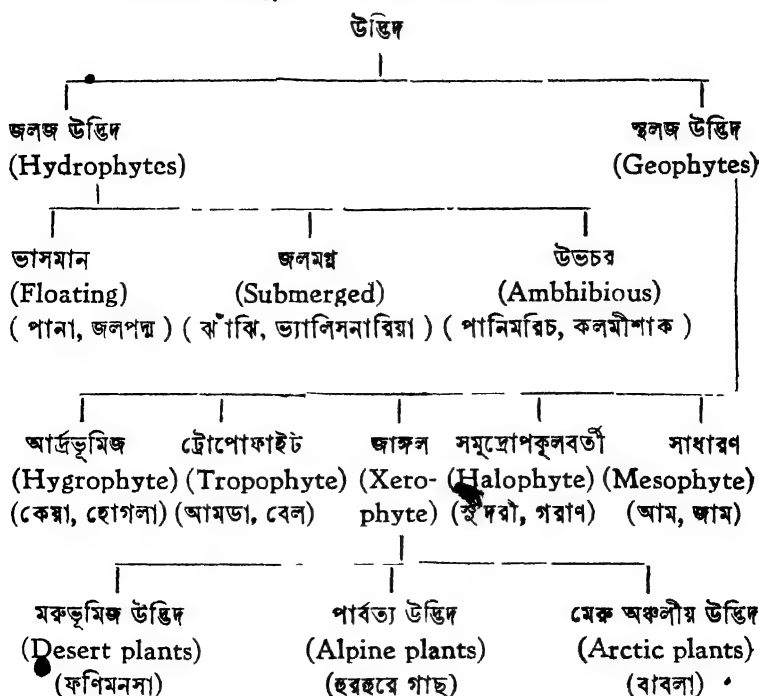 উদ্ভিদ
জলজ উদ্ভিদ স্থলজ উদ্ভিদ
(Hydrophytes) (Geophytes)
ভাসমান জলমগ্ন উভচর
(Floating) (Submerged) (Ambhibious)
( পানা, জলপদ্ম ) ( ঝাঁঝি, ভ্যালিসনারিয়া ) ( পানিমরিচ, কলমীশাক )
আর্দ্রভূমিজ ট্রোপোফাইট জাঙ্গল সমুদ্রোপকূলবর্তী সাধারণ
(Hygrophyte) (Tropophyte) (Xero- (Halophyte) (Mesophyte)
(কেয়া, হোগলা) (আমডা, বেল) phyte) (সুঁদরী, গরাণ) (আম, জাম)
মরুভূমিজ উদ্ভিদ পার্বত্য উদ্ভিদ মেরু অঞ্চলীয় উদ্ভিদ
(Desert plants) (Alpine plants) (Arctic plants)
(ফণিমনসা) (হুরহুরে গাছ) (বাবলা)